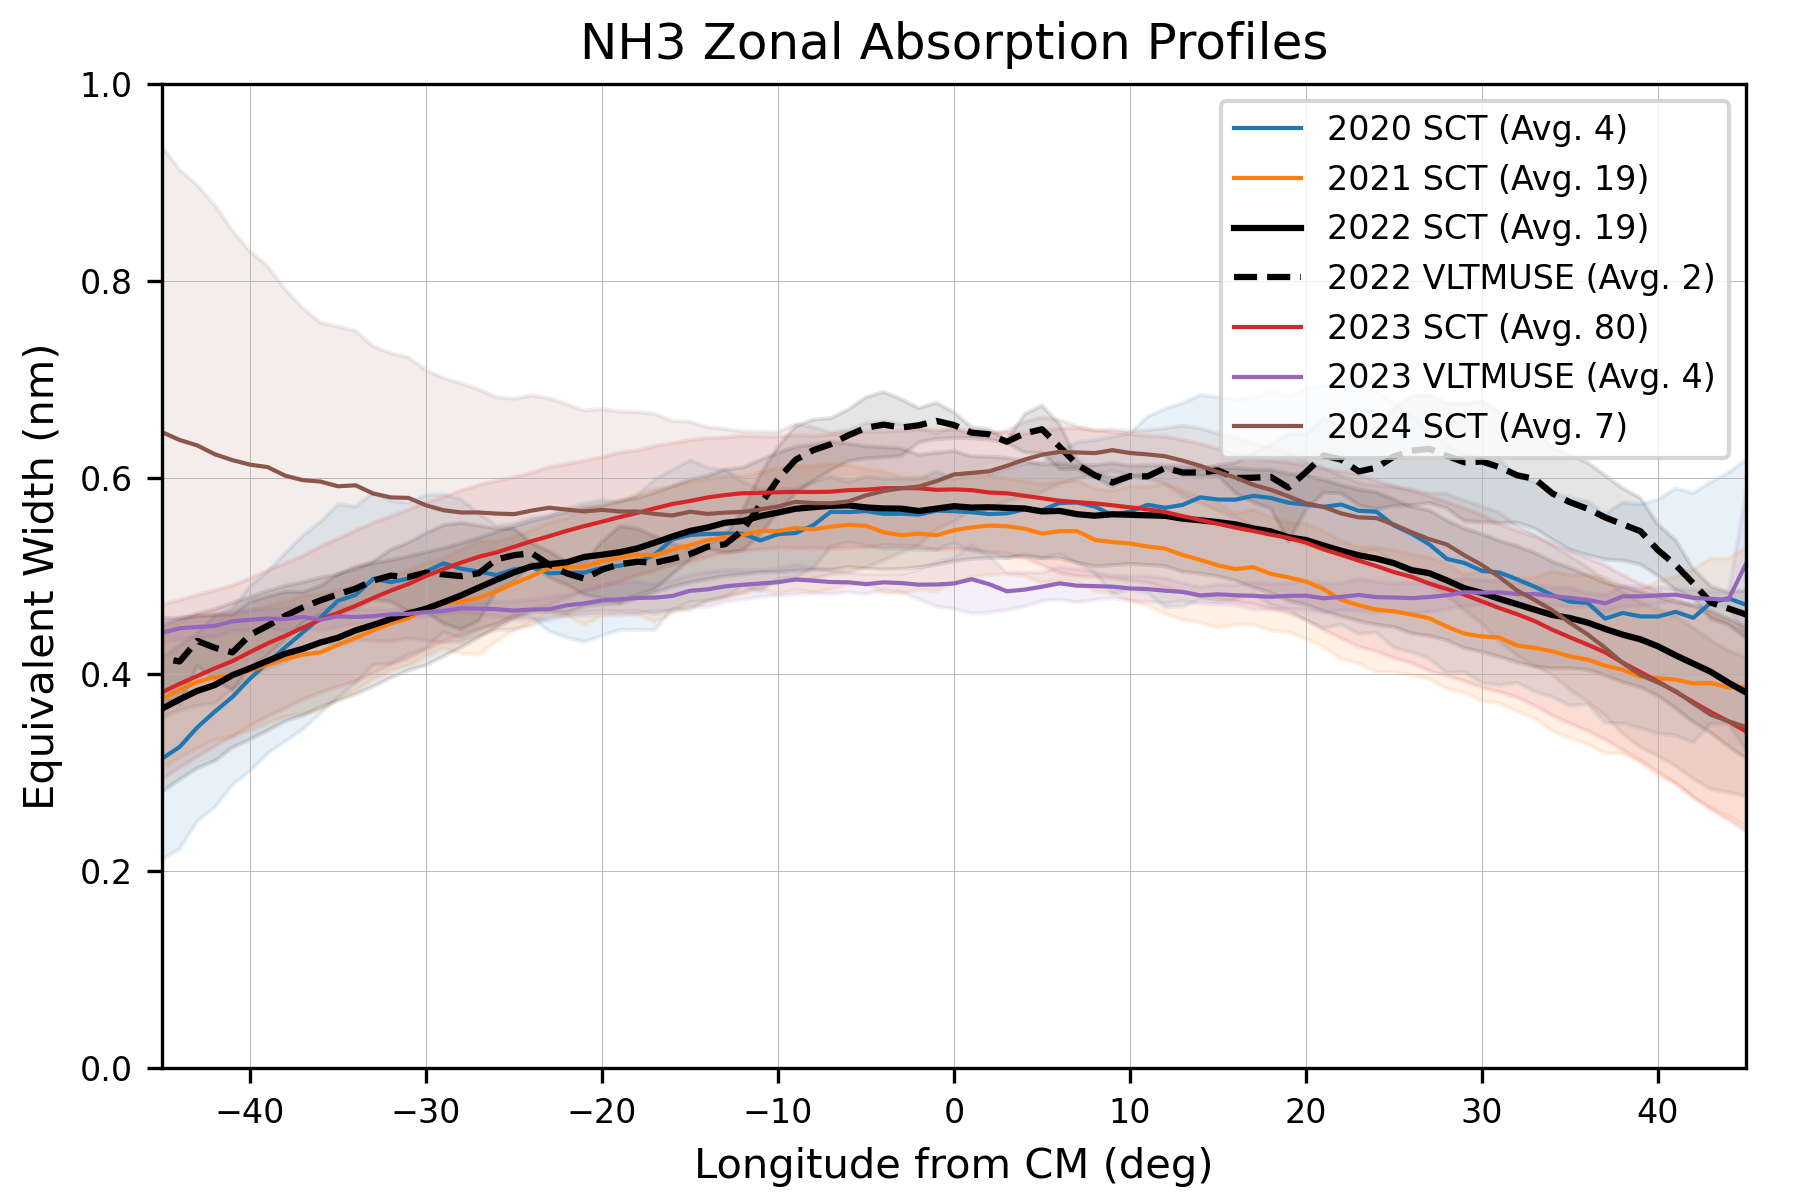 NH3 Zonal Absorption Profiles
1.0
0.8
0.6
0.4
0.2
0.0
Equivalent Width (nm)
2020 SCT (Avg. 4)
2021 SCT (Avg. 19)
2022 SCT (Avg. 19)
2022 VLTMUSE (Avg. 2)
2023 SCT (Avg. 80)
2023 VLTMUSE (Avg. 4)
2024 SCT (Avg. 7)
−40 −30 −20 −10 0 10 20 30 40
Longitude from CM (deg)